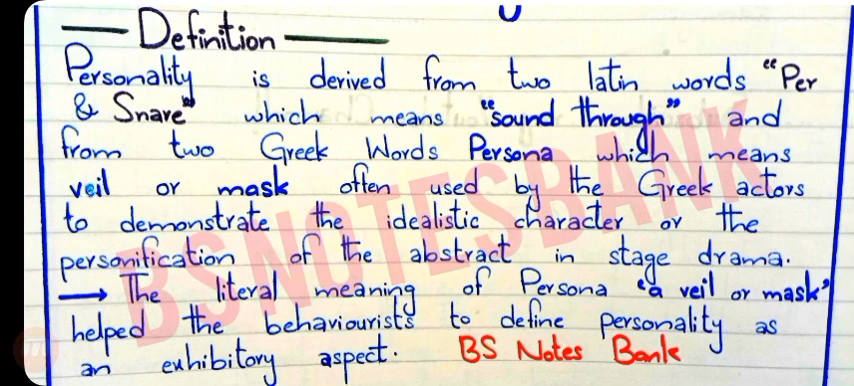 Definition
Personality is derived from two latin words "Per
& Snare" which means "sound through" and
from two Greek Words Persona which means
veil or mask often used by the Greek actors
to demonstrate the idealistic character or the
personification of the abstract in stage drama.
→ The literal meaning of Persona "a veil or mask"
helped the behaviourists to define personality as
an exhibitory aspect. BS Notes Bank
BSNOTESBANK